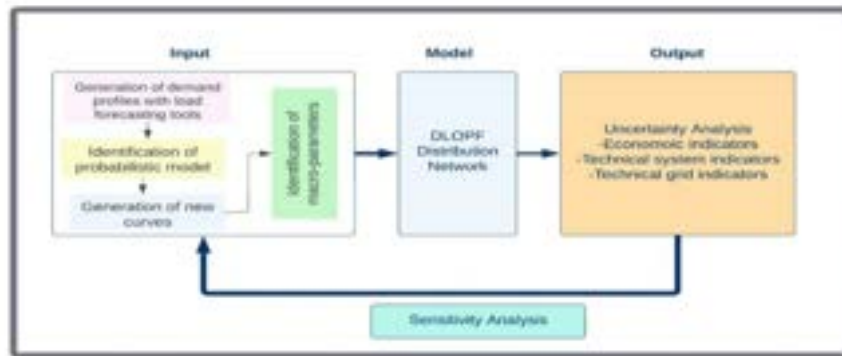 Input
Model
Output
Generation of demand
profiles with load
forecasting tools
Identification of
probabilistic model
Generation of new
curves
Identification of
macro-parameters
DLOPF
Distribution
Network
Uncertainty Analysis
-Economoic indicators
-Technical system indicators
-Technical grid indicators
Sensitivity Analysis